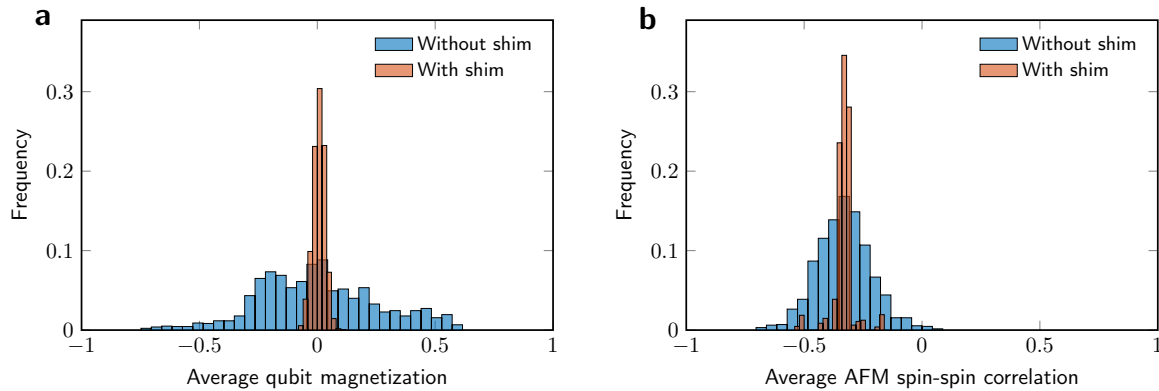 a
Without shim
With shim
0.3
0.2
0.1
0
Frequency
−1
−0.5
0
0.5
1
Average qubit magnetization
b
Without shim
With shim
0.3
0.2
0.1
0
Frequency
−1
−0.5
0
0.5
1
Average AFM spin-spin correlation